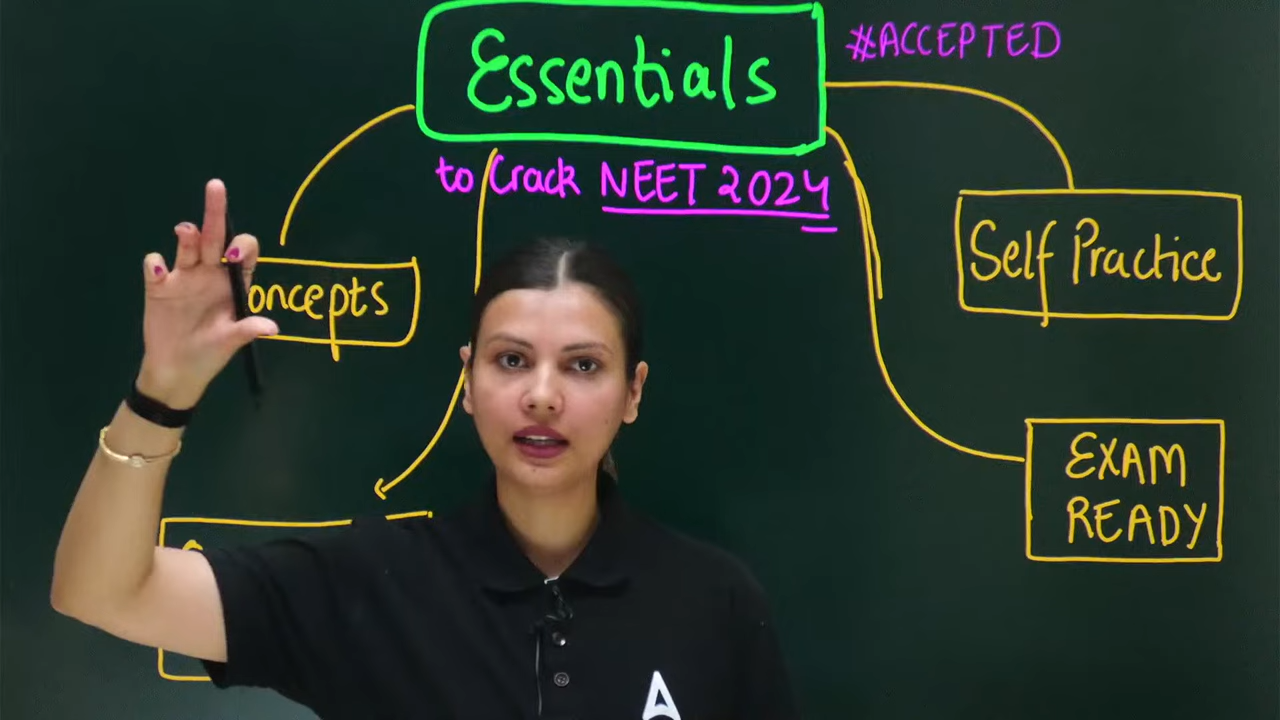 Essentials
#ACCEPTED
to Crack NEET 2024
oncepts
Self Practice
EXAM
READY